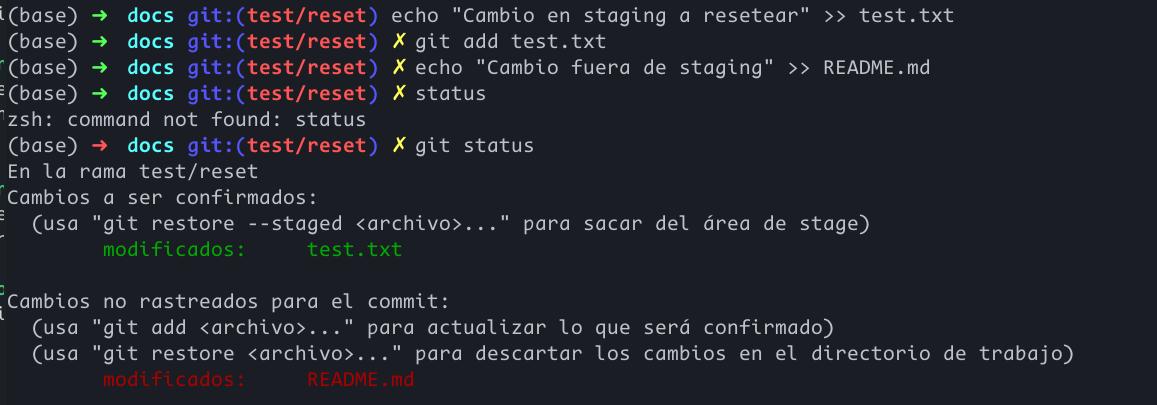 (base) ➜ docs git:(test/reset) echo "Cambio en staging a resetear" >> test.txt
(base) ➜ docs git:(test/reset) ✗ git add test.txt
(base) ➜ docs git:(test/reset) ✗ echo "Cambio fuera de staging" >> README.md
(base) ➜ docs git:(test/reset) ✗ status
zsh: command not found: status
(base) ➜ docs git:(test/reset) ✗ git status
En la rama test/reset
Cambios a ser confirmados:
  (usa "git restore --staged <archivo>..." para sacar del área de stage)
        modificados:     test.txt

Cambios no rastreados para el commit:
  (usa "git add <archivo>..." para actualizar lo que será confirmado)
  (usa "git restore <archivo>..." para descartar los cambios en el directorio de trabajo)
        modificados:     README.md